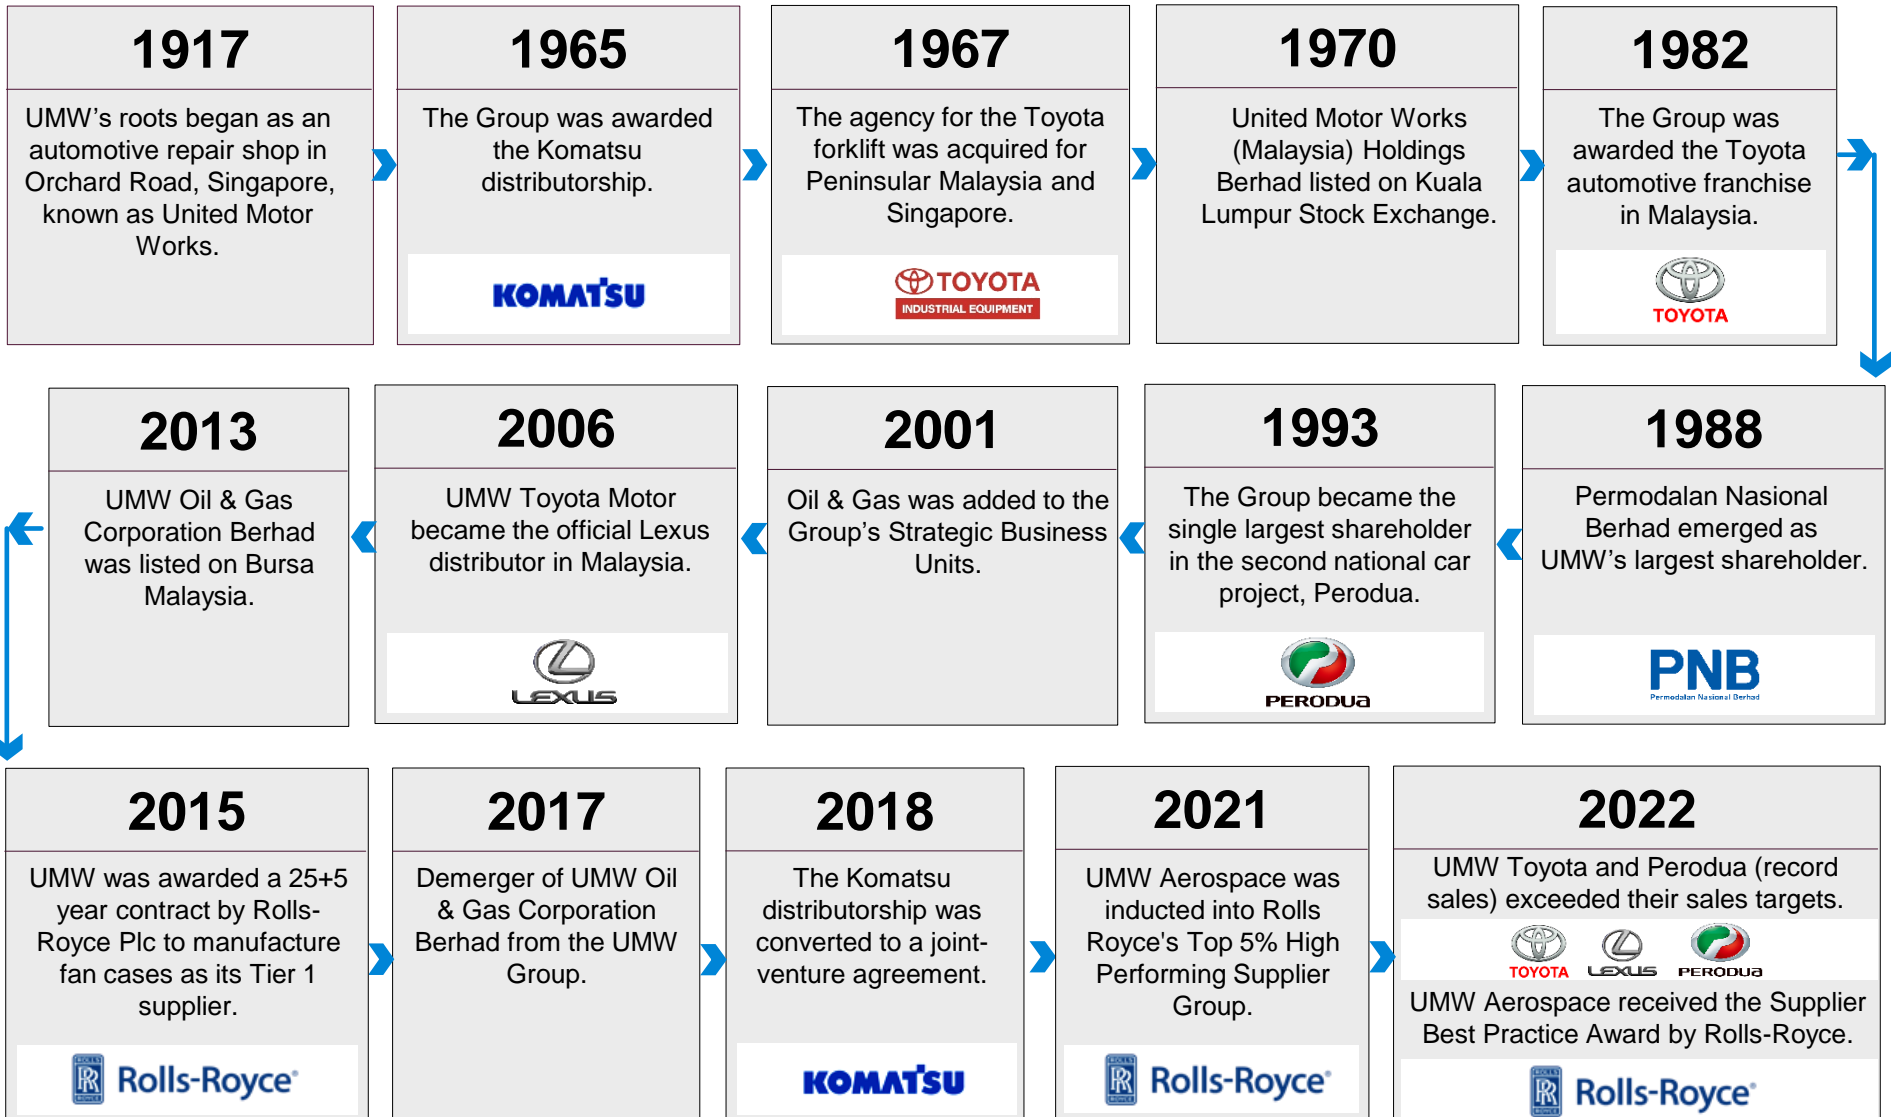 1917
UMW's roots began as an
automotive repair shop in
Orchard Road, Singapore,
known as United Motor
Works.
1965
The Group was awarded
the Komatsu
distributorship.
KOMATSU
1967
The agency for the Toyota
forklift was acquired for
Peninsular Malaysia and
Singapore.
TOYOTA
INDUSTRIAL EQUIPMENT
1970
United Motor Works
(Malaysia) Holdings
Berhad listed on Kuala
Lumpur Stock Exchange.
1982
The Group was
awarded the Toyota
automotive franchise
in Malaysia.
TOYOTA
1988
Permodalan Nasional
Berhad emerged as
UMW's largest shareholder.
PNB
Permodalan Nasional Berhad
1993
The Group became the
single largest shareholder
in the second national car
project, Perodua.
PERODUA
2001
Oil & Gas was added to the
Group's Strategic Business
Units.
2006
UMW Toyota Motor
became the official Lexus
distributor in Malaysia.
LEXUS
2013
UMW Oil & Gas
Corporation Berhad
was listed on Bursa
Malaysia.
2015
UMW was awarded a 25+5
year contract by Rolls-
Royce Plc to manufacture
fan cases as its Tier 1
supplier.
ROLLS
RR
ROYCE
Rolls-Royce®
2017
Demerger of UMW Oil
& Gas Corporation
Berhad from the UMW
Group.
2018
The Komatsu
distributorship was
converted to a joint-
venture agreement.
KOMATSU
2021
UMW Aerospace was
inducted into Rolls
Royce's Top 5% High
Performing Supplier
Group.
ROLLS
RR
ROYCE
Rolls-Royce®
2022
UMW Toyota and Perodua (record
sales) exceeded their sales targets.
TOYOTA LEXUS PERODUA
UMW Aerospace received the Supplier
Best Practice Award by Rolls-Royce.
ROLLS
RR
ROYCE
Rolls-Royce®